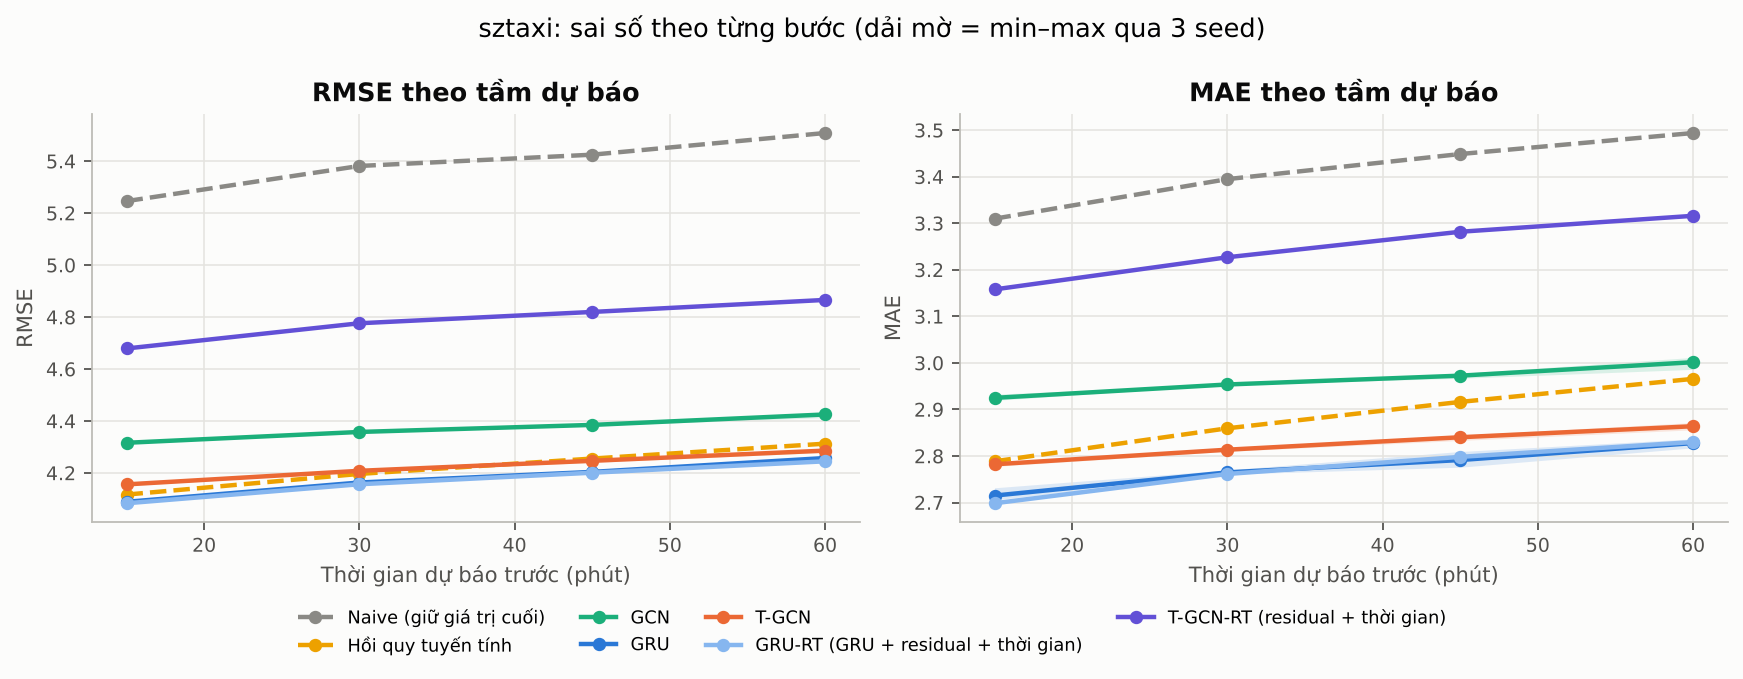 sztaxi: sai số theo từng bước (dải mờ = min–max qua 3 seed)
RMSE theo tầm dự báo
RMSE
5.4
5.2
5.0
4.8
4.6
4.4
4.2
20 30 40 50 60
Thời gian dự báo trước (phút)
MAE theo tầm dự báo
MAE
3.5
3.4
3.3
3.2
3.1
3.0
2.9
2.8
2.7
20 30 40 50 60
Thời gian dự báo trước (phút)
Naive (giữ giá trị cuối) GCN T-GCN T-GCN-RT (residual + thời gian)
Hồi quy tuyến tính GRU GRU-RT (GRU + residual + thời gian)